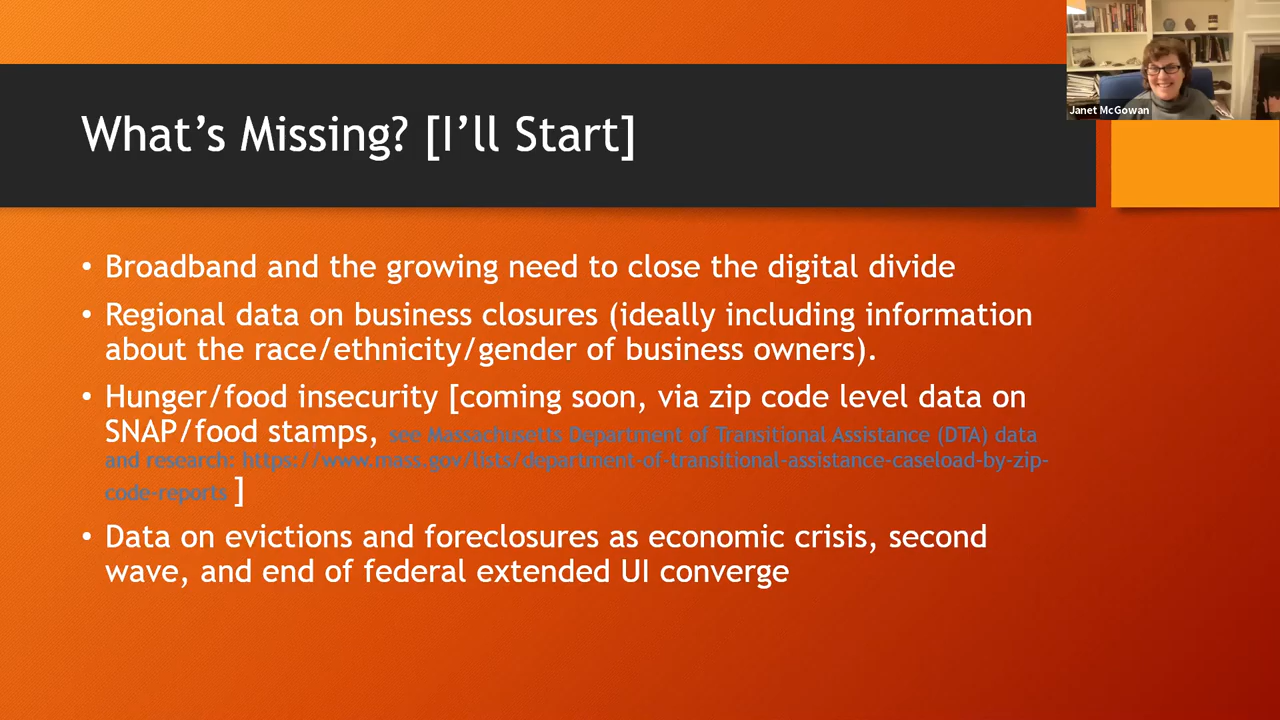 Janet McGowan
What's Missing? [I'll Start]
• Broadband and the growing need to close the digital divide
• Regional data on business closures (ideally including information
about the race/ethnicity/gender of business owners).
• Hunger/food insecurity [coming soon, via zip code level data on
SNAP/food stamps, see Massachusetts Department of Transitional Assistance (DTA) data
and research: https://www.mass.gov/lists/department-of-transitional-assistance-caseload-by-zip-
code-reports ]
• Data on evictions and foreclosures as economic crisis, second
wave, and end of federal extended UI converge